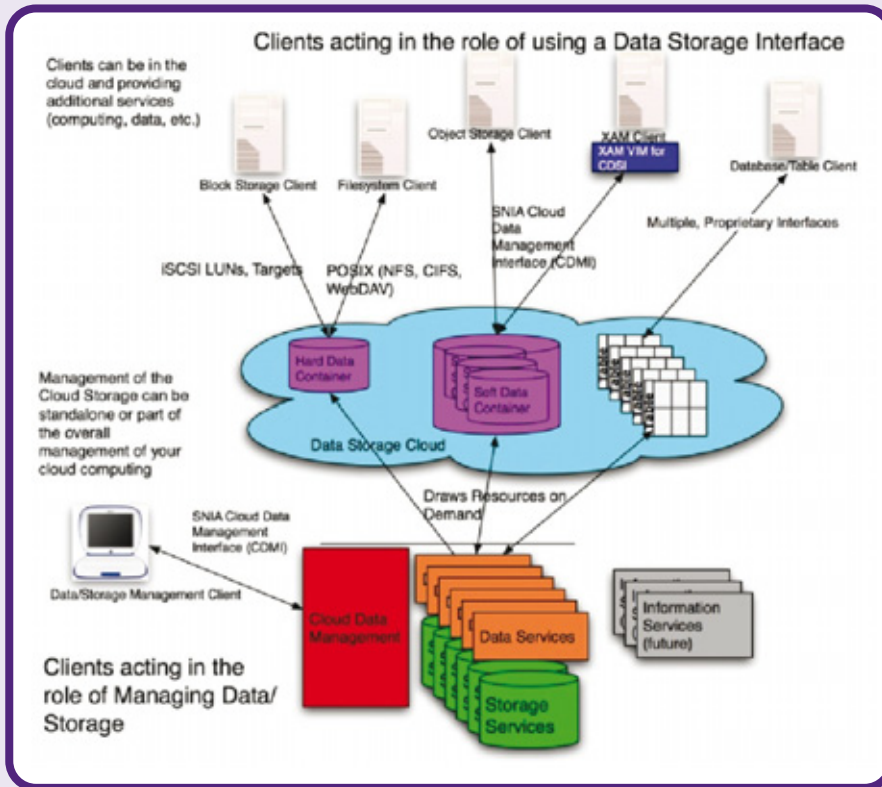 Clients acting in the role of using a Data Storage Interface
Clients can be in the
cloud and providing
additional services
(computing, data, etc.)
Block Storage Client
Filesystem Client
Object Storage Client
XAM Client
XAM VIM for
CDSI
Database/Table Client
iSCSI LUNs, Targets
POSIX (NFS, CIFS,
WebDAV)
SNIA Cloud
Data
Management
Interface (CDMI)
Multiple, Proprietary Interfaces
Hard Data
Container
Soft Data
Container
Table
Table
Table
Table
Table
Data Storage Cloud
Management of the
Cloud Storage can be
standalone or part of
the overall
management of your
cloud computing
Draws Resources on
Demand
SNIA Cloud Data
Management
Interface (CDMI)
Data/Storage Management Client
Cloud Data
Management
Data Services
Storage
Services
Information
Services
(future)
Clients acting in the
role of Managing Data/
Storage